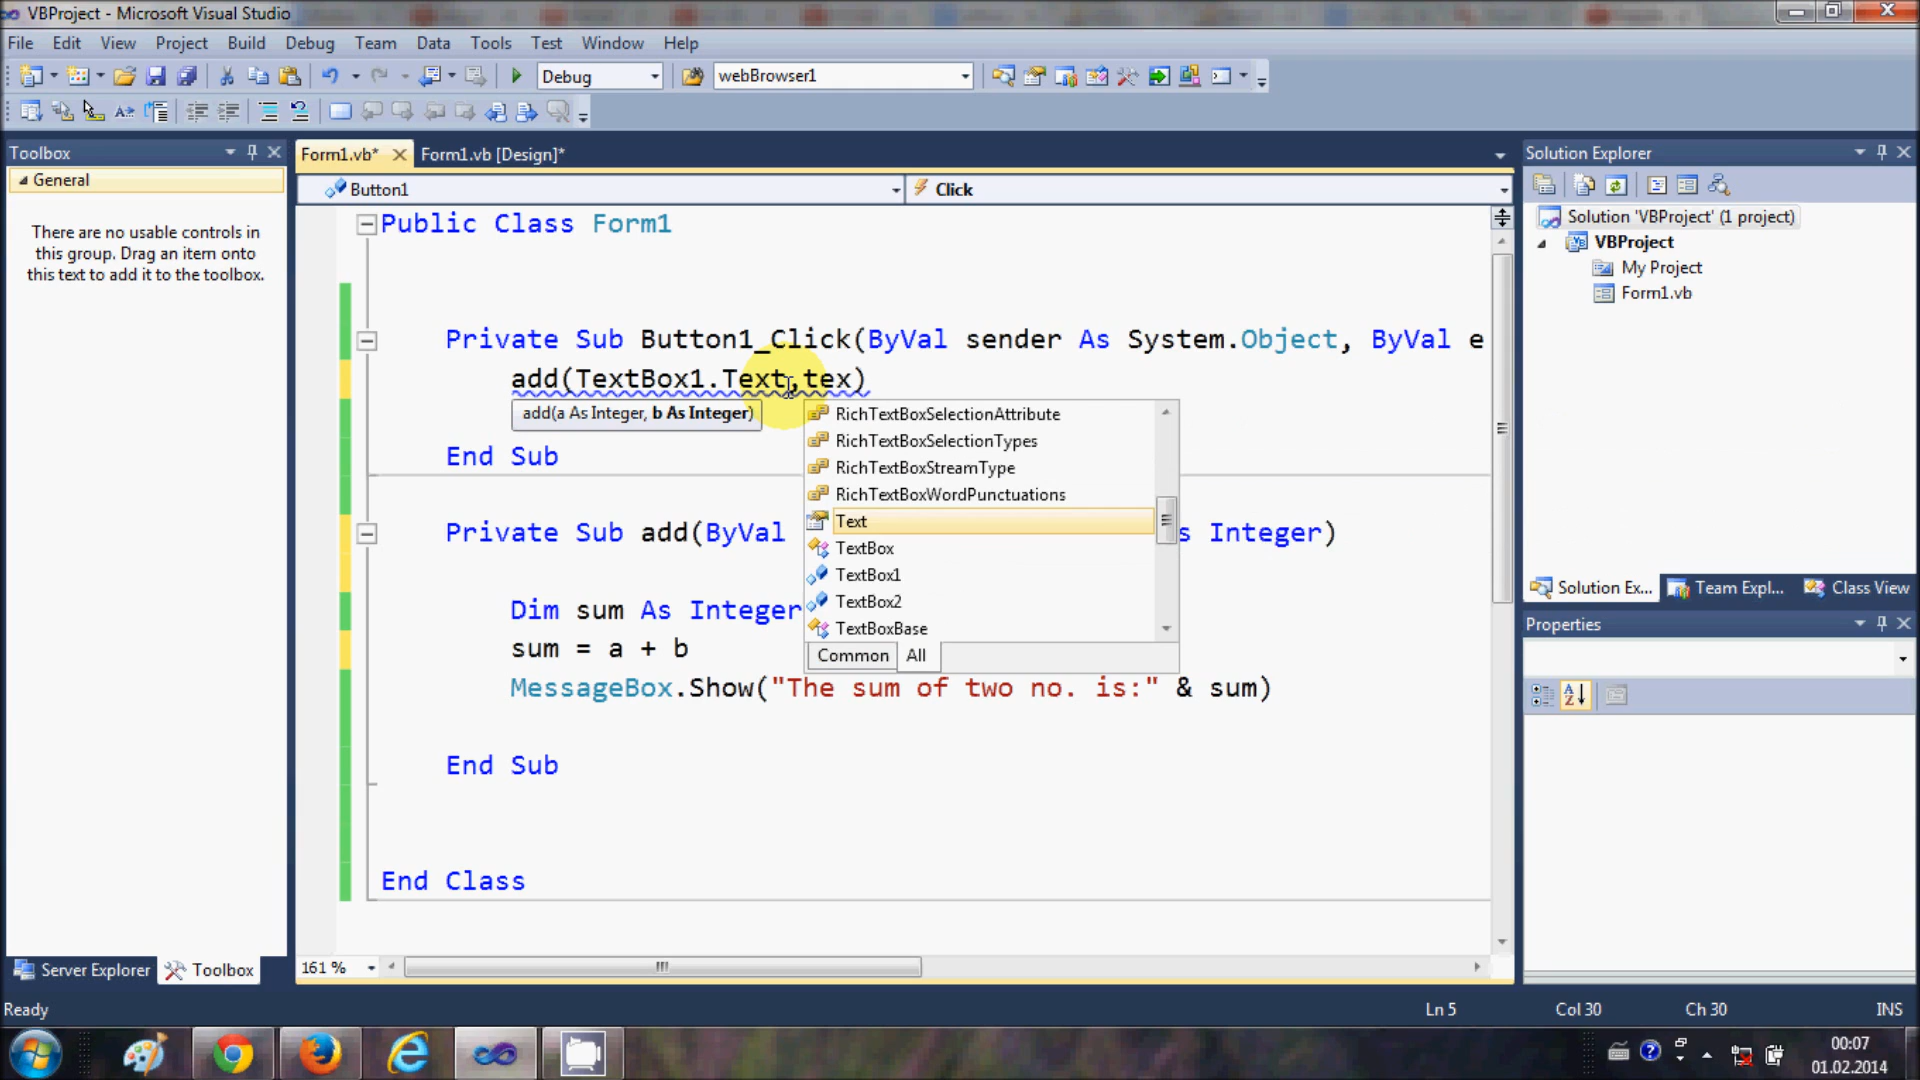 VBProject - Microsoft Visual Studio
File Edit View Project Build Debug Team Data Tools Test Window Help
Debug webBrowser1
Toolbox
General
There are no usable controls in
this group. Drag an item onto
this text to add it to the toolbox.
Server Explorer Toolbox
Form1.vb* Form1.vb [Design]*
Button1 Click
Public Class Form1
Private Sub Button1_Click(ByVal sender As System.Object, ByVal e
add(TextBox1.Text,tex)
add(a As Integer, b As Integer)
End Sub
Private Sub add(ByVal s Integer)
Dim sum As Integer
sum = a + b
MessageBox.Show("The sum of two no. is:" & sum)
End Sub
End Class
RichTextBoxSelectionAttribute
RichTextBoxSelectionTypes
RichTextBoxStreamType
RichTextBoxWordPunctuations
Text
TextBox
TextBox1
TextBox2
TextBoxBase
Common All
161 %
Solution Explorer
Solution 'VBProject' (1 project)
VBProject
My Project
Form1.vb
Solution Ex... Team Expl... Class View
Properties
Ready Ln 5 Col 30 Ch 30 INS
00:07
01.02.2014